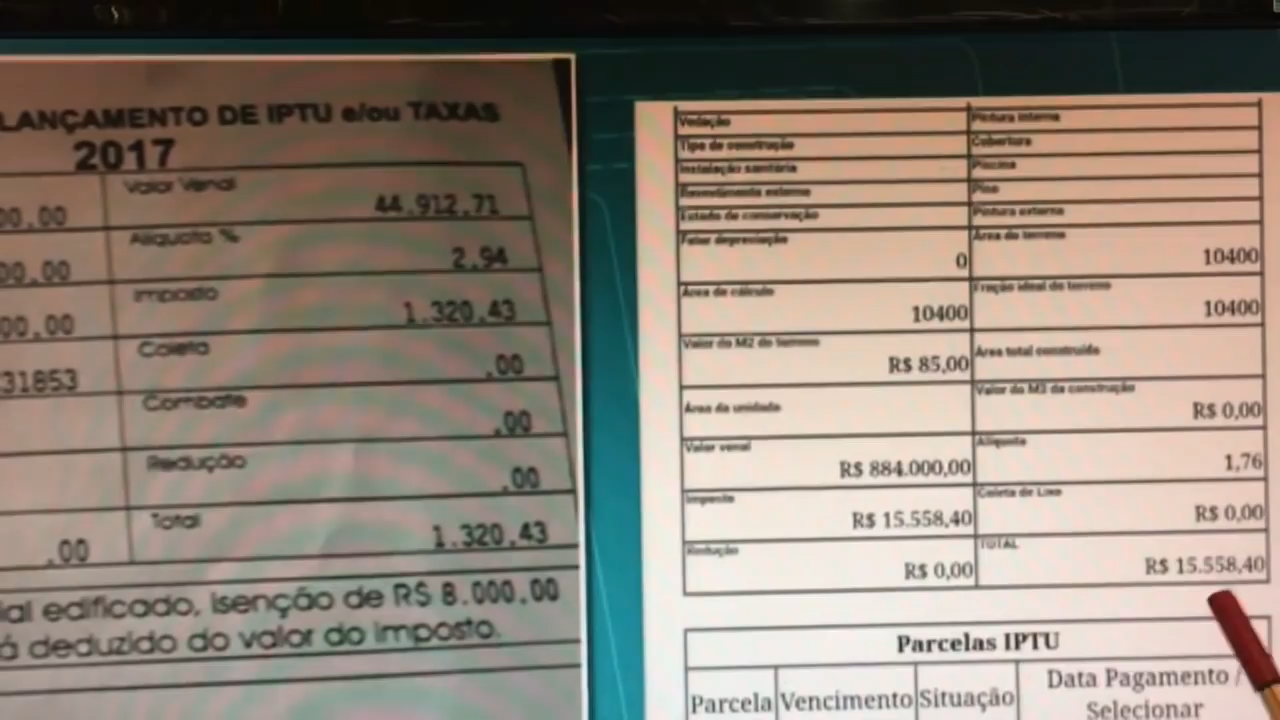 LANÇAMENTO DE IPTU e/ou TAXAS
2017
00.00
Valor Venal
44.912,71
00.00
Alíquota %
2.94
00.00
Imposto
1.320,43
31853
Coleta
.00
Combate
.00
Redução
.00
.00
Total
1.320,43
ial edificado, isenção de R$ 8.000.00
á deduzido do valor do imposto.
Vedação
Pintura interna
Tipo de construção
Cobertura
Instalação sanitária
Piscina
Revestimento externo
Piso
Estado de conservação
Pintura externa
Fator depreciação
0
Área do terreno
10400
Área de cálculo
10400
Fração ideal do terreno
10400
Valor do M2 do terreno
R$ 85,00
Área total construída
Área da unidade
Valor do M2 da construção
R$ 0,00
Valor venal
R$ 884.000,00
Alíquota
1,76
Imposto
R$ 15.558,40
Coleta de Lixo
R$ 0,00
Redução
R$ 0,00
TOTAL
R$ 15.558,40
Parcelas IPTU
Parcela
Vencimento
Situação
Data Pagamento /
Selecionar